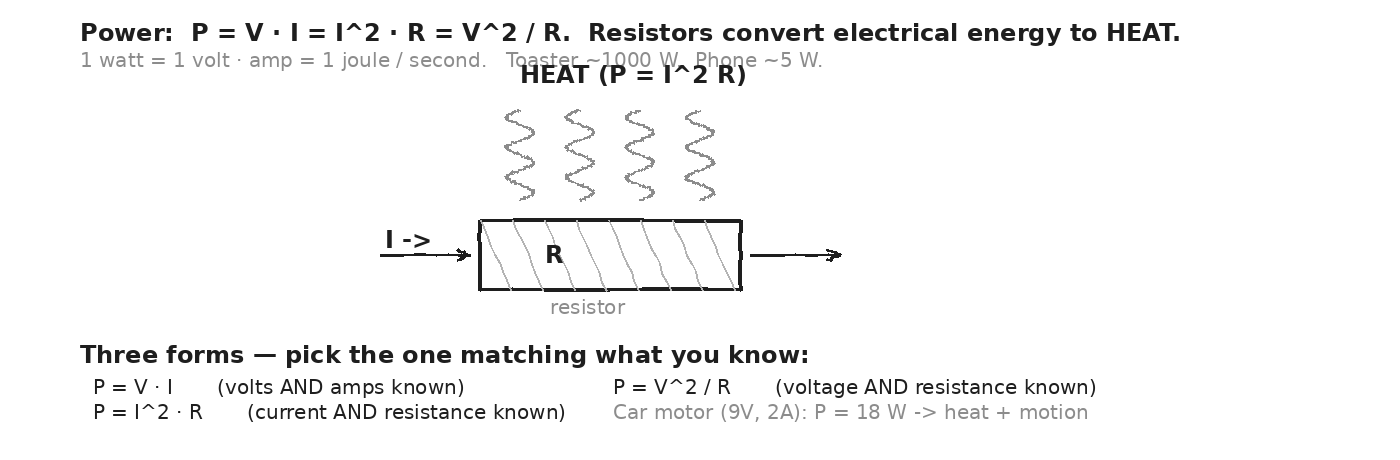 Power:  P = V · I = I^2 · R = V^2 / R.  Resistors convert electrical energy to HEAT.
1 watt = 1 volt · amp = 1 joule / second.   Toaster ~1000 W.  Phone ~5 W.
HEAT (P = I^2 R)
I ->
R
resistor
Three forms — pick the one matching what you know:
P = V · I       (volts AND amps known)
P = V^2 / R       (voltage AND resistance known)
P = I^2 · R       (current AND resistance known)
Car motor (9V, 2A): P = 18 W -> heat + motion